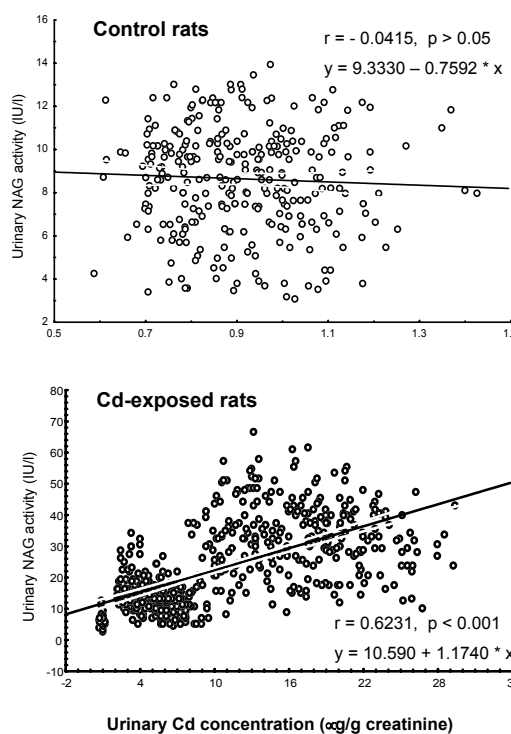 Control rats
r = - 0.0415, p > 0.05
y = 9.3330 – 0.7592 * x
Urinary NAG activity (IU/l)
16
14
12
10
8
6
4
2
0.5 0.7 0.9 1.1 1.3 1.
Cd-exposed rats
Urinary NAG activity (IU/l)
80
70
60
50
40
30
20
10
0
-10
r = 0.6231, p < 0.001
y = 10.590 + 1.1740 * x
-2 4 10 16 22 28 3
Urinary Cd concentration (∝g/g creatinine)